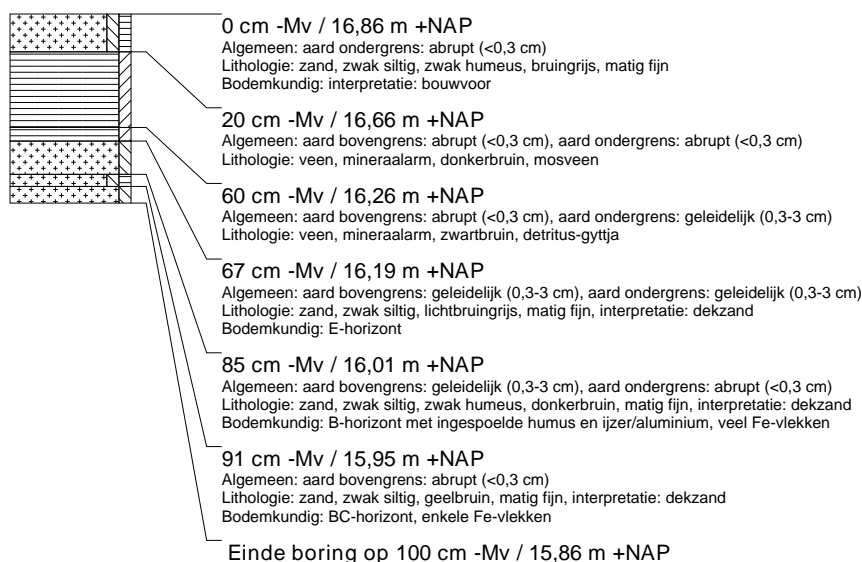 0 cm -Mv / 16,86 m +NAP
Algemeen: aard ondergrens: abrupt (<0,3 cm)
Lithologie: zand, zwak siltig, zwak humeus, bruingrijs, matig fijn
Bodemkundig: interpretatie: bouwvoor
20 cm -Mv / 16,66 m +NAP
Algemeen: aard bovengrens: abrupt (<0,3 cm), aard ondergrens: abrupt (<0,3 cm)
Lithologie: veen, mineraalarm, donkerbruin, mosveen
60 cm -Mv / 16,26 m +NAP
Algemeen: aard bovengrens: abrupt (<0,3 cm), aard ondergrens: geleidelijk (0,3-3 cm)
Lithologie: veen, mineraalarm, zwartbruin, detritus-gyttja
67 cm -Mv / 16,19 m +NAP
Algemeen: aard bovengrens: geleidelijk (0,3-3 cm), aard ondergrens: geleidelijk (0,3-3 cm)
Lithologie: zand, zwak siltig, lichtbruingrijs, matig fijn, interpretatie: dekzand
Bodemkundig: E-horizont
85 cm -Mv / 16,01 m +NAP
Algemeen: aard bovengrens: geleidelijk (0,3-3 cm), aard ondergrens: abrupt (<0,3 cm)
Lithologie: zand, zwak siltig, zwak humeus, donkerbruin, matig fijn, interpretatie: dekzand
Bodemkundig: B-horizont met ingespoelde humus en ijzer/aluminium, veel Fe-vlekken
91 cm -Mv / 15,95 m +NAP
Algemeen: aard bovengrens: abrupt (<0,3 cm)
Lithologie: zand, zwak siltig, geelbruin, matig fijn, interpretatie: dekzand
Bodemkundig: BC-horizont, enkele Fe-vlekken
Einde boring op 100 cm -Mv / 15,86 m +NAP